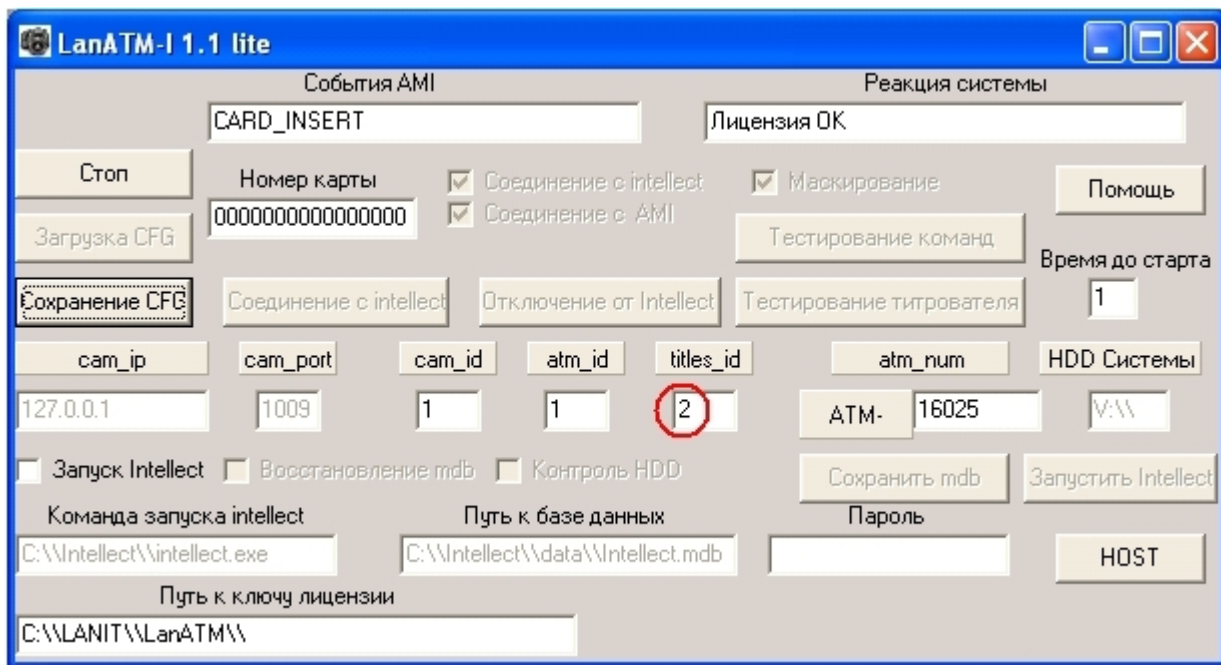 LanATM-I 1.1 lite
События AMI Реакция системы
CARD_INSERT Лицензия OK
Стоп Номер карты Соединение с intellect Маскирование Помощь
0000000000000000 Соединение с AMI
Загрузка CFG Тестирование команд
Время до старта
Сохранение CFG Соединение с intellect Отключение от Intellect Тестирование титрователя 1
cam_ip cam_port cam_id atm_id titles_id atm_num HDD Системы
127.0.0.1 1009 1 1 2 ATM- 16025 V:\\
Запуск Intellect Восстановление mdb Контроль HDD Сохранить mdb Запустить Intellect
Команда запуска intellect Путь к базе данных Пароль
C:\\Intellect\\intellect.exe C:\\Intellect\\data\\Intellect.mdb HOST
Путь к ключу лицензии
C:\\LANIT\\LanATM\\